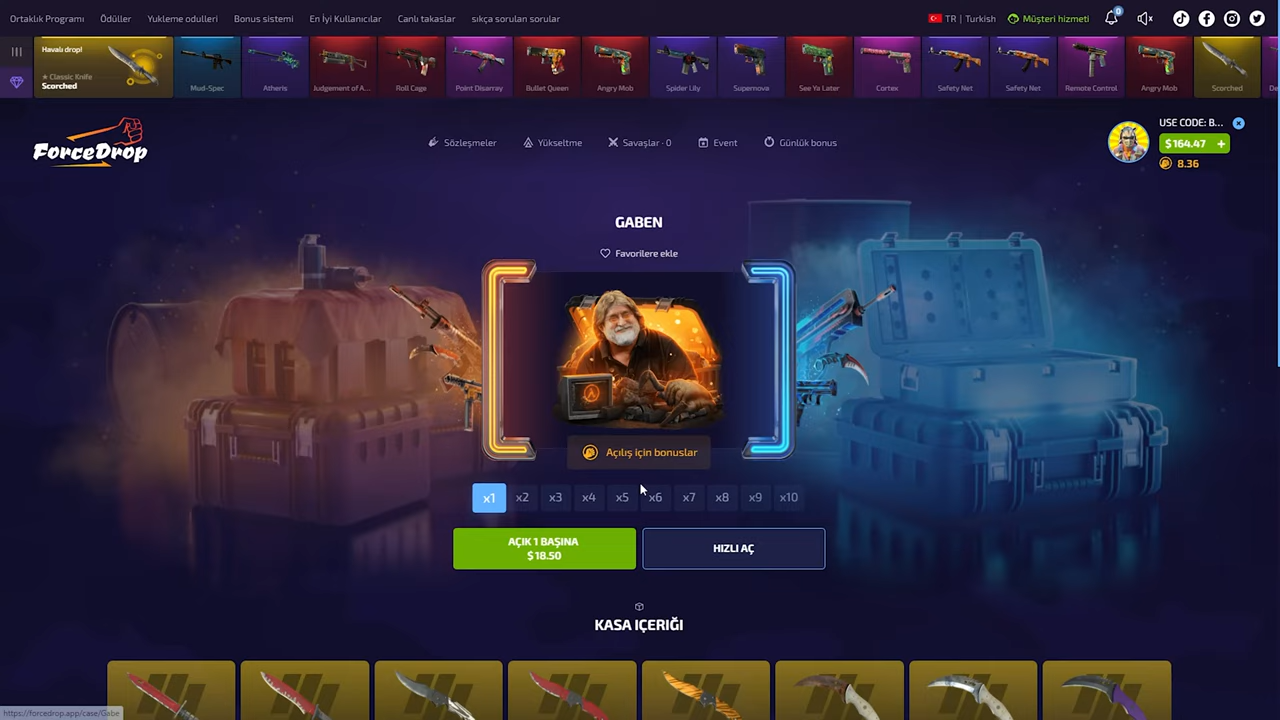 Ortaklık Programı Ödüller Yukleme odulleri Bonus sistemi En İyi Kullanıcılar Canlı takaslar sıkça sorulan sorular
TR | Turkish Müşteri hizmeti 0
Havalı drop!
★ Classic Knife
Scorched
Mud-Spec Atheris Judgement of A... Roll Cage Point Disarray Bullet Queen Angry Mob Spider Lily Supernova See Ya Later Cortex Safety Net Safety Net Remote Control Angry Mob Scorched
ForceDrop
Sözleşmeler Yükseltme Savaşlar · 0 Event Günlük bonus
USE CODE: B...
$164.47 +
8.36
GABEN
Favorilere ekle
Açılış için bonuslar
x1 x2 x3 x4 x5 x6 x7 x8 x9 x10
AÇIK 1 BAŞINA
$18.50
HIZLI AÇ
KASA IÇERIĞI
https://forcedrop.app/case/Gabe